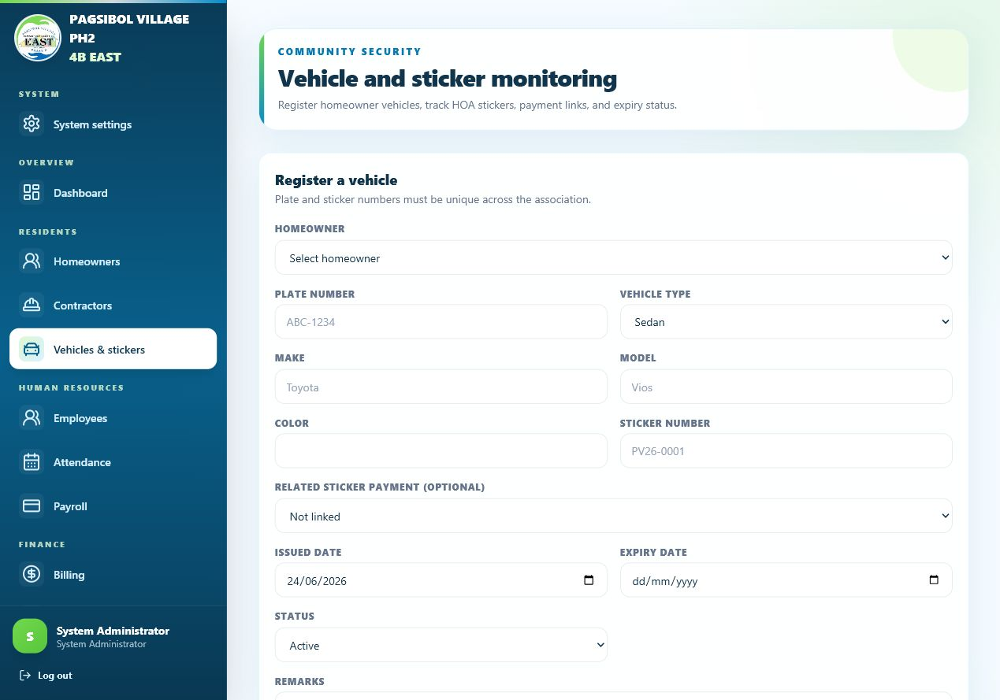 PAGSIBOL VILLAGE
PH2
4B EAST
EAST
SYSTEM
System settings
OVERVIEW
Dashboard
RESIDENTS
Homeowners
Contractors
Vehicles & stickers
HUMAN RESOURCES
Employees
Attendance
Payroll
FINANCE
Billing
S
System Administrator
System Administrator
Log out
COMMUNITY SECURITY
Vehicle and sticker monitoring
Register homeowner vehicles, track HOA stickers, payment links, and expiry status.
Register a vehicle
Plate and sticker numbers must be unique across the association.
HOMEOWNER
Select homeowner
PLATE NUMBER
VEHICLE TYPE
ABC-1234
Sedan
MAKE
MODEL
Toyota
Vios
COLOR
STICKER NUMBER
PV26-0001
RELATED STICKER PAYMENT (OPTIONAL)
Not linked
ISSUED DATE
EXPIRY DATE
24/06/2026
dd/mm/yyyy
STATUS
Active
REMARKS